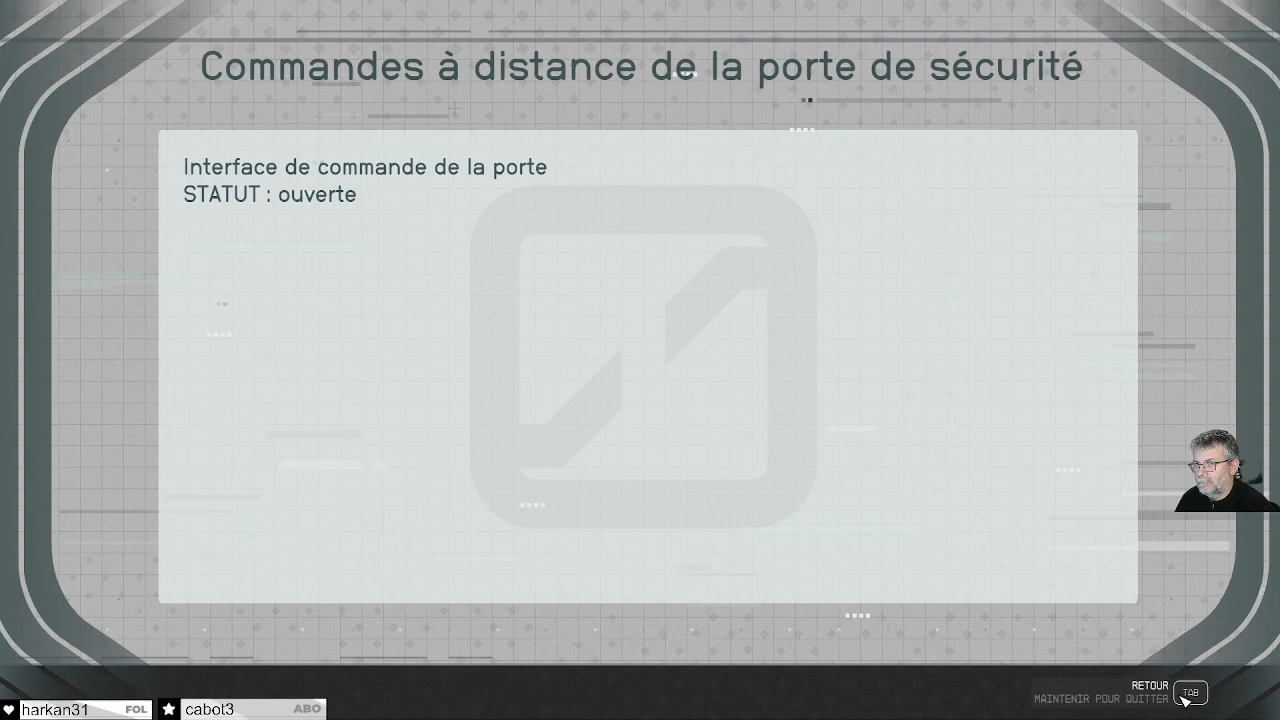 Commandes à distance de la porte de sécurité
Interface de commande de la porte
STATUT : ouverte
RETOUR
MAINTENIR POUR QUITTER
TAB
harkan31 FOL
cabot3 ABO